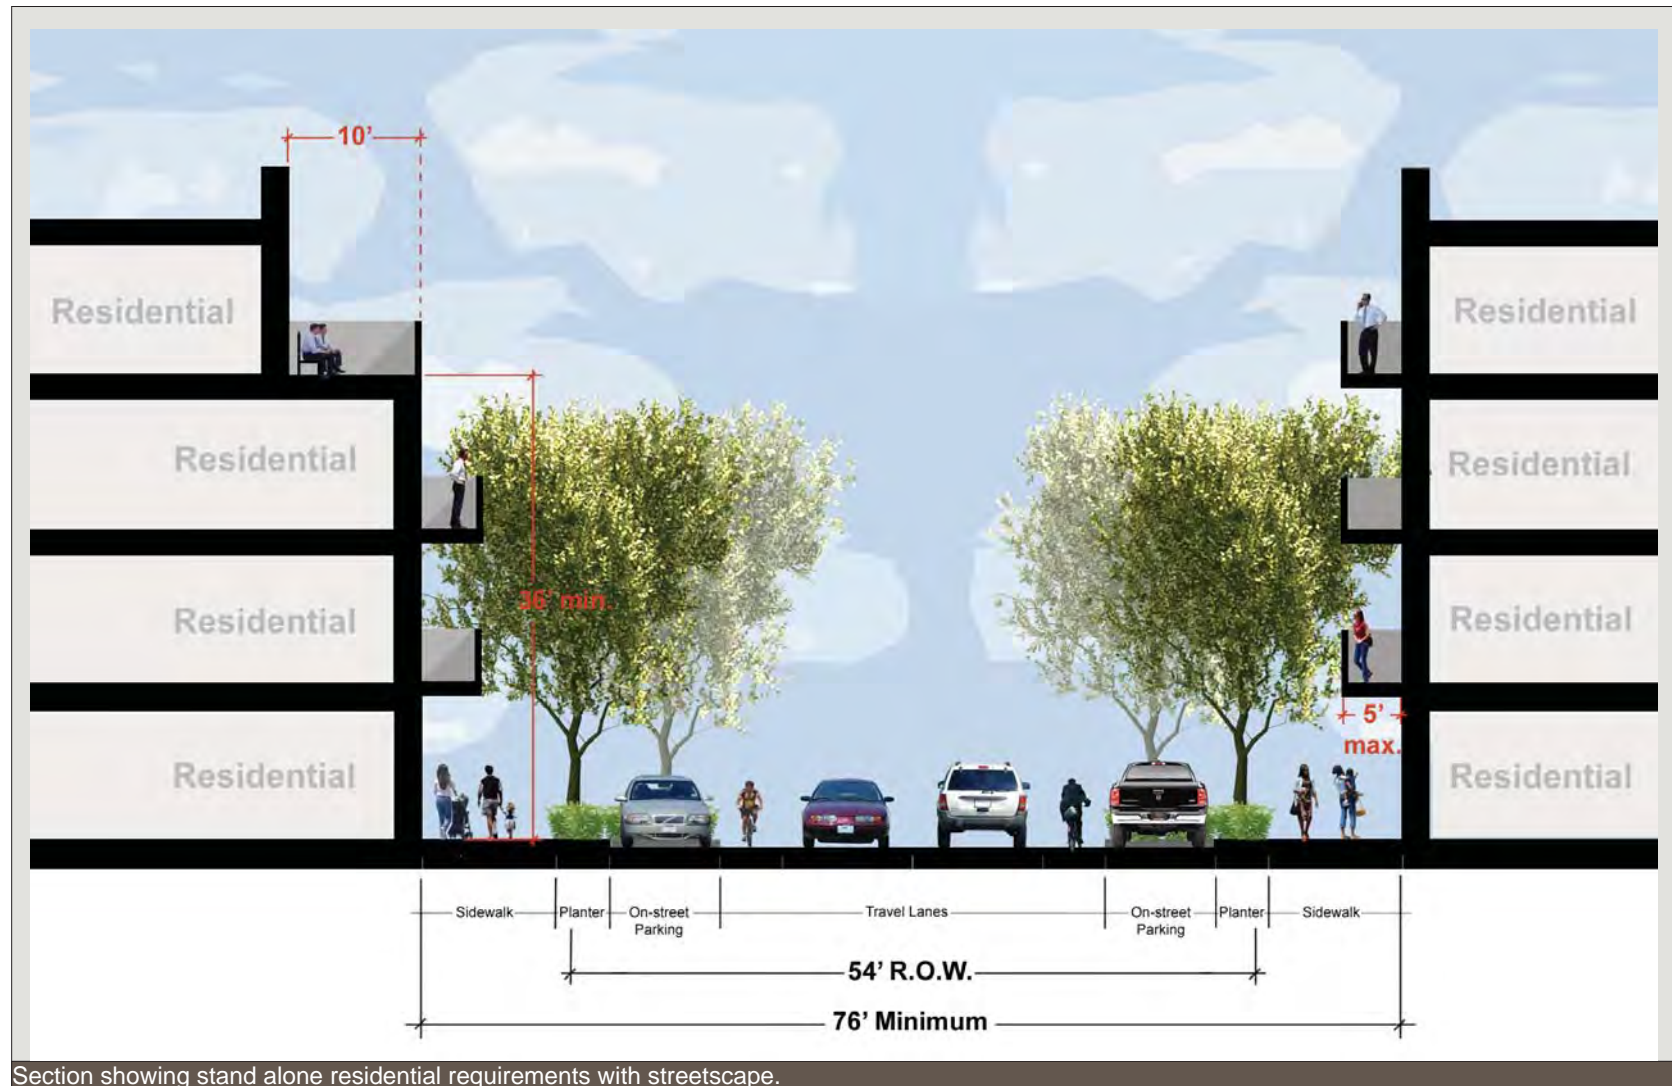 10’
Residential
Residential
Residential
Residential
Residential
Residential
Residential
Residential
36’ min.
5’
max.
Sidewalk
Planter
On-street
Parking
Travel Lanes
On-street
Parking
Planter
Sidewalk
54’ R.O.W.
76’ Minimum
Section showing stand alone residential requirements with streetscape.